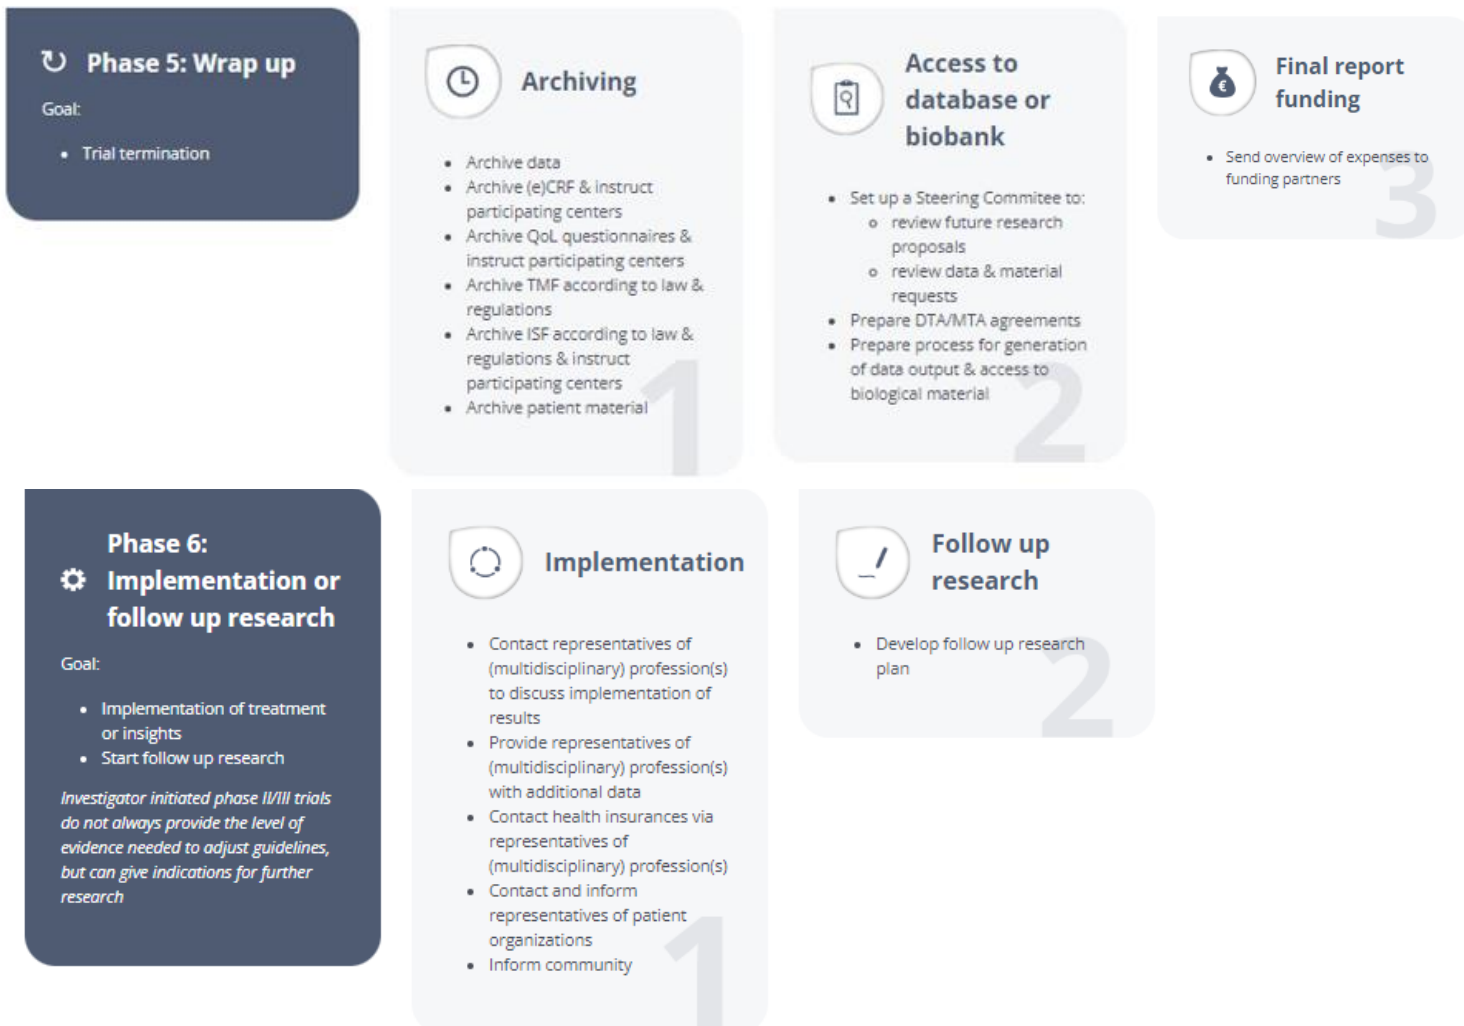 Phase 5: Wrap up
Goal:
• Trial termination
Archiving
• Archive data
• Archive (e)CRF & instruct
participating centers
• Archive QoL questionnaires &
instruct participating centers
• Archive TMF according to law &
regulations
• Archive ISF according to law &
regulations & instruct
participating centers
• Archive patient material
1
Access to
database or
biobank
• Set up a Steering Commitee to:
o review future research
proposals
o review data & material
requests
• Prepare DTA/MTA agreements
• Prepare process for generation
of data output & access to
biological material
2
Final report
funding
• Send overview of expenses to
funding partners
3
Phase 6:
Implementation or
follow up research
Goal:
• Implementation of treatment
or insights
• Start follow up research
Investigator initiated phase II/III trials
do not always provide the level of
evidence needed to adjust guidelines,
but can give indications for further
research
Implementation
• Contact representatives of
(multidisciplinary) profession(s)
to discuss implementation of
results
• Provide representatives of
(multidisciplinary) profession(s)
with additional data
• Contact health insurances via
representatives of
(multidisciplinary) profession(s)
• Contact and inform
representatives of patient
organizations
• Inform community
1
Follow up
research
• Develop follow up research
plan
2